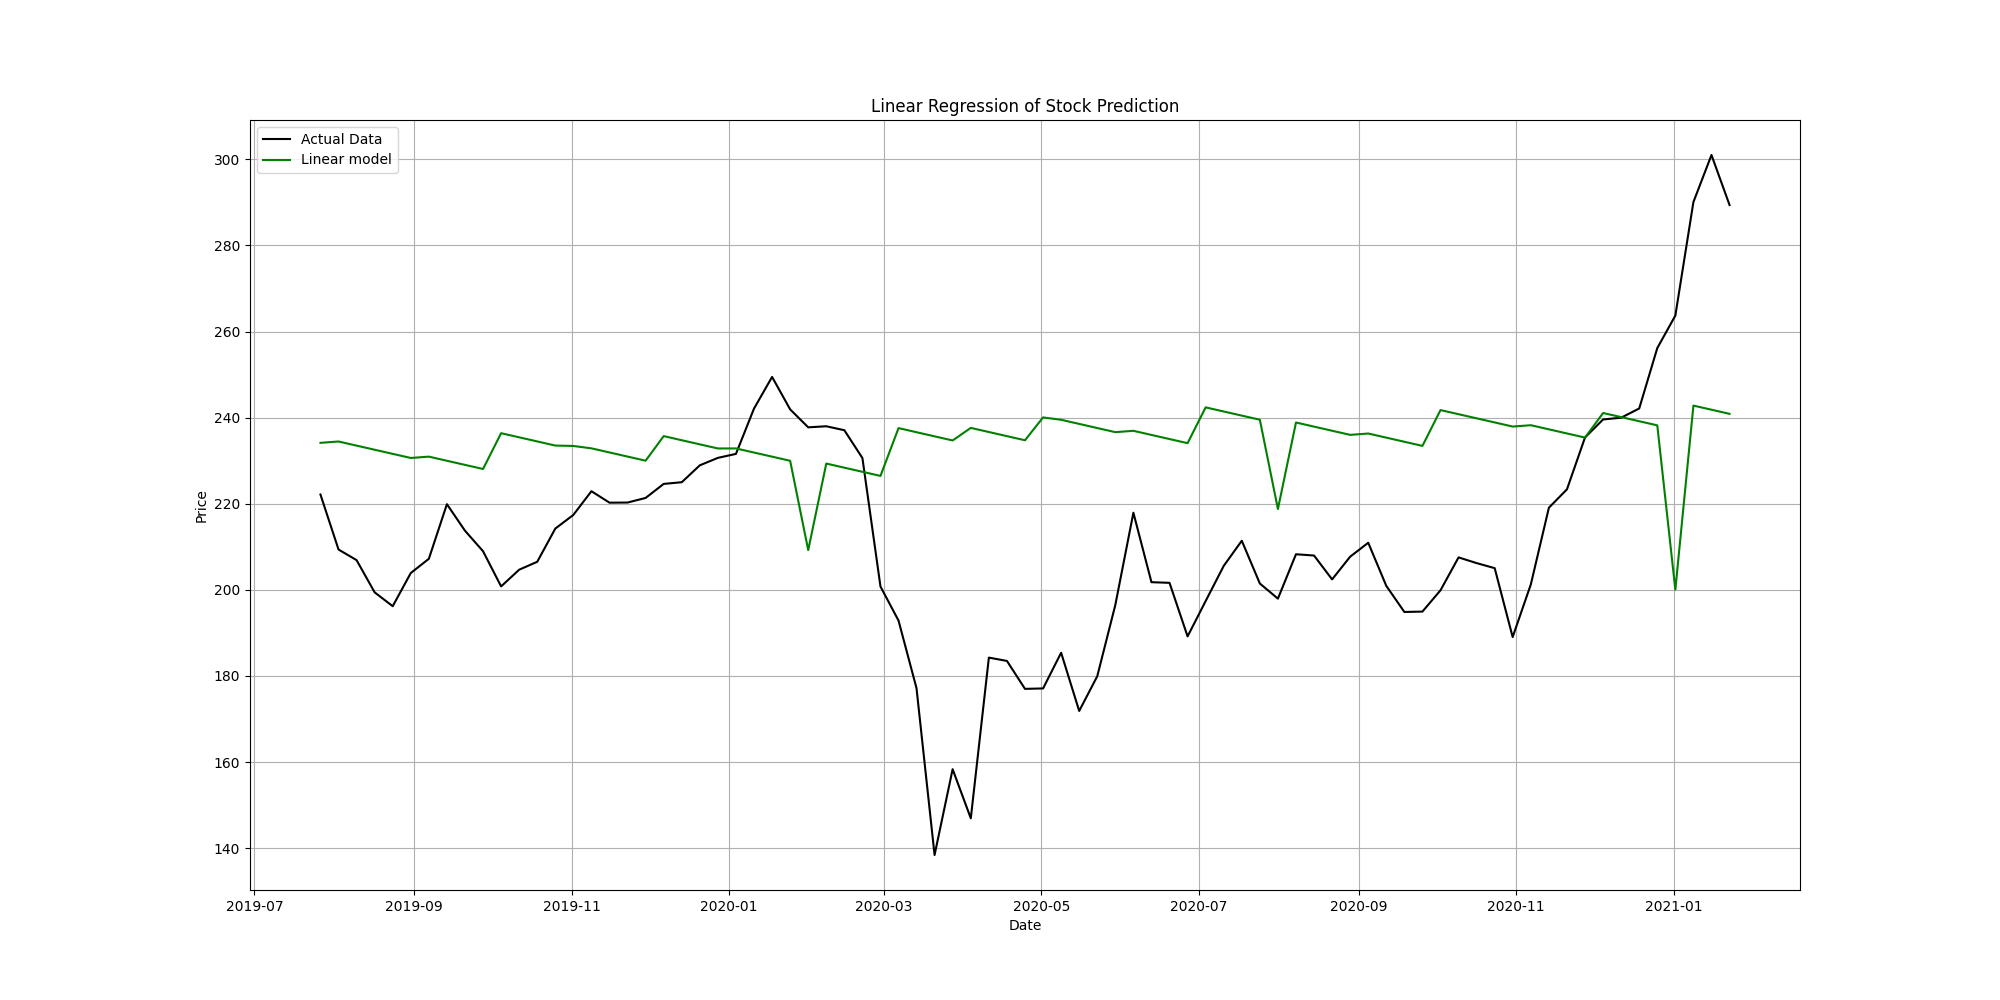 Linear Regression of Stock Prediction
Actual Data
Linear model
300
280
260
240
220
200
180
160
140
Price
2019-07 2019-09 2019-11 2020-01 2020-03 2020-05 2020-07 2020-09 2020-11 2021-01
Date